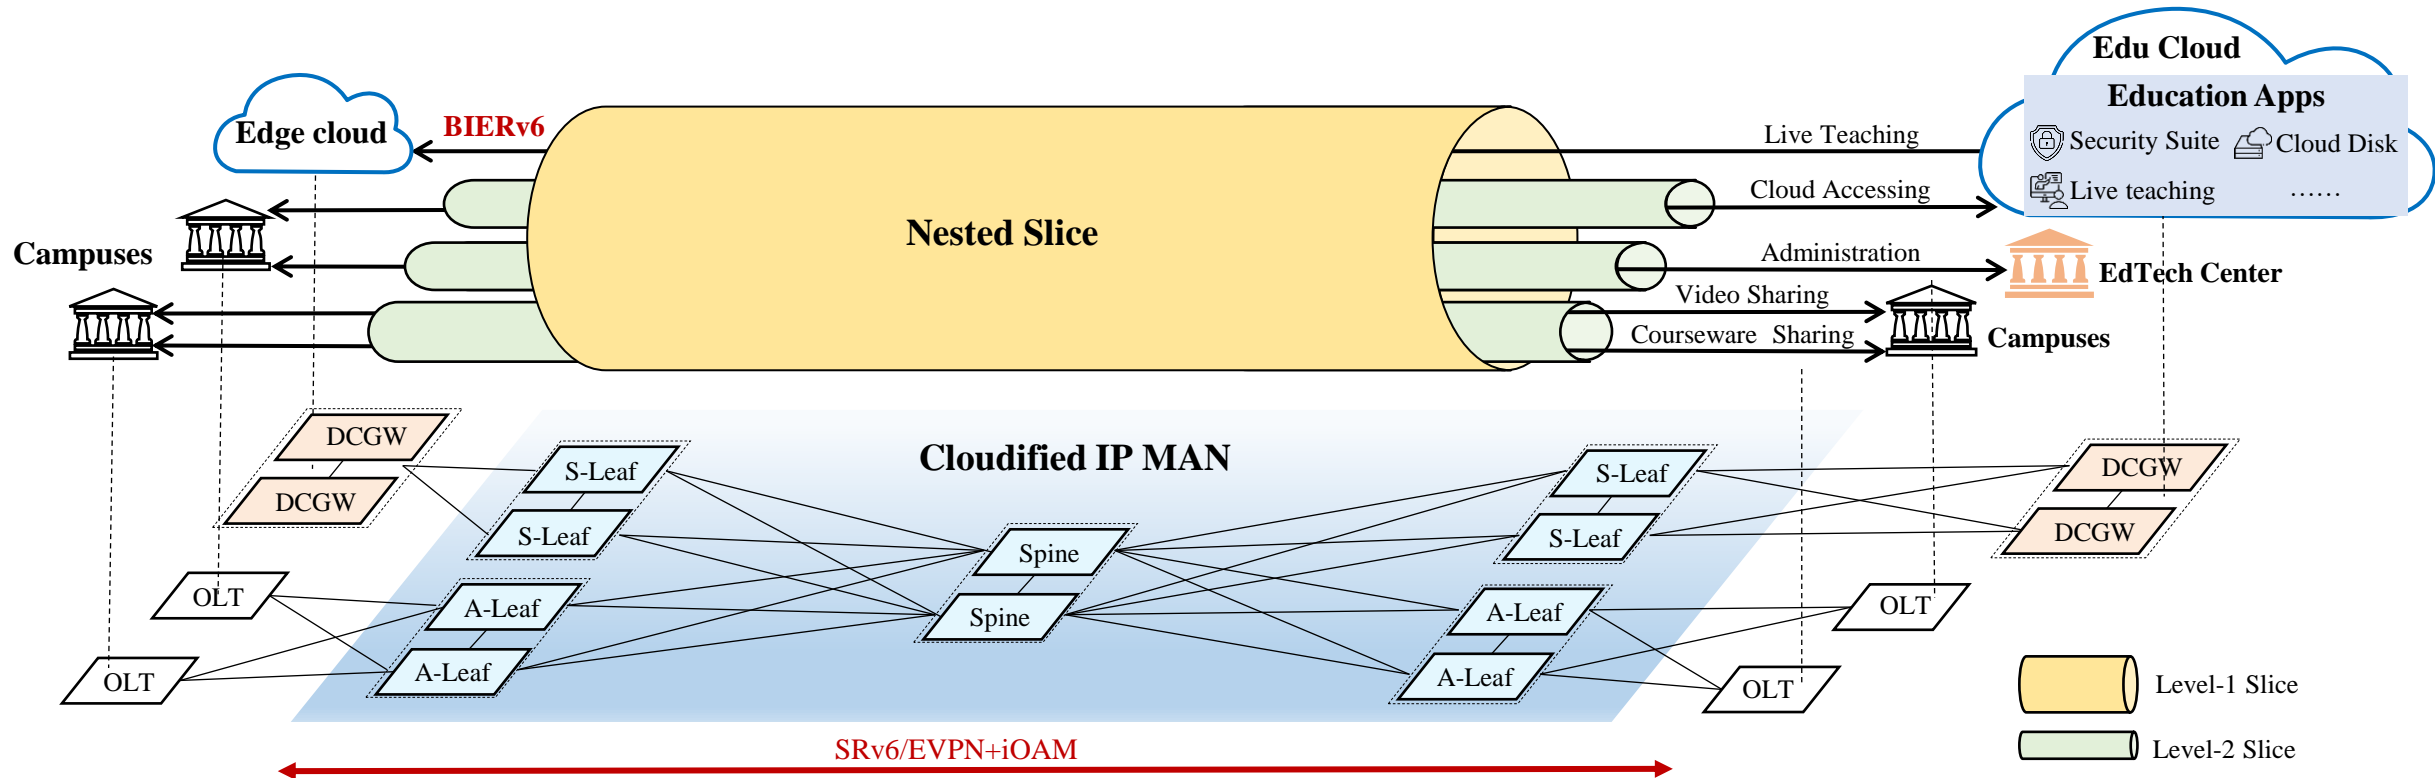 Edu Cloud
Education Apps
Security Suite
Cloud Disk
Live teaching
……
Edge cloud
BIERv6
Live Teaching
Cloud Accessing
Nested Slice
Campuses
Administration
EdTech Center
Video Sharing
Courseware Sharing
Campuses
Cloudified IP MAN
DCGW
DCGW
S-Leaf
S-Leaf
S-Leaf
S-Leaf
DCGW
DCGW
Spine
Spine
OLT
OLT
A-Leaf
A-Leaf
A-Leaf
A-Leaf
OLT
OLT
Level-1 Slice
Level-2 Slice
SRv6/EVPN+iOAM